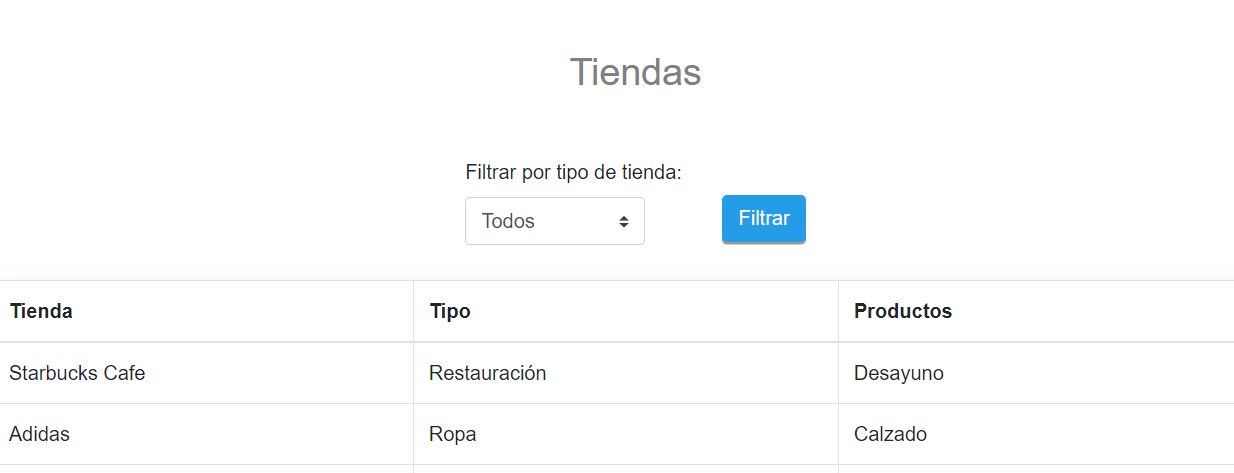 Tiendas
Filtrar por tipo de tienda:
Todos Filtrar
Tienda Tipo Productos
Starbucks Cafe Restauración Desayuno
Adidas Ropa Calzado